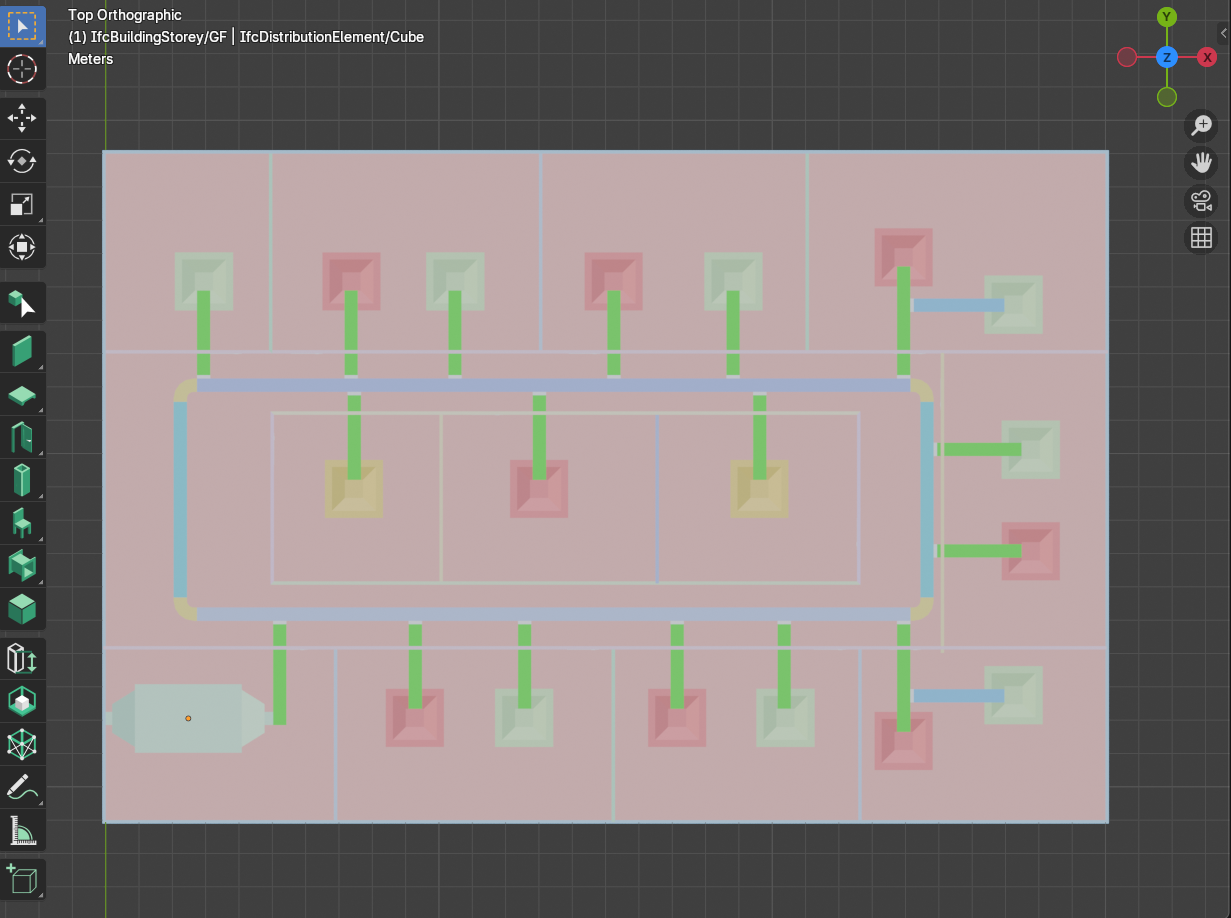 Top Orthographic
(1) IfcBuildingStorey/GF | IfcDistributionElement/Cube
Meters
Y
Z
X